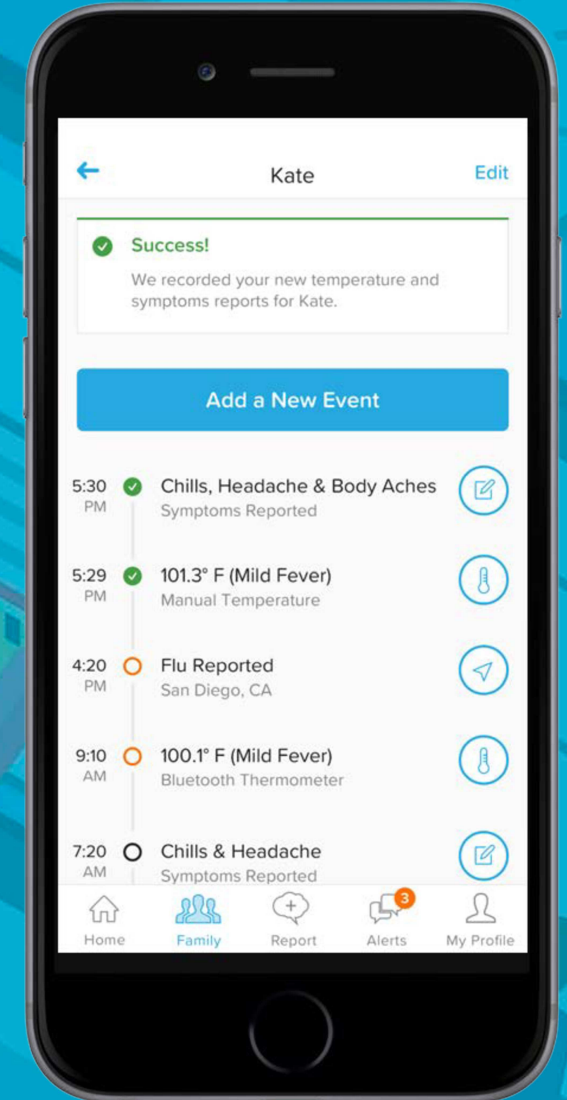 Kate
Edit
Success!
We recorded your new temperature and
symptoms reports for Kate.
Add a New Event
5:30 Chills, Headache & Body Aches
PM Symptoms Reported
5:29 101.3° F (Mild Fever)
PM Manual Temperature
4:20 Flu Reported
PM San Diego, CA
9:10 100.1° F (Mild Fever)
AM Bluetooth Thermometer
7:20 Chills & Headache
AM Symptoms Reported
3
Home Family Report Alerts My Profile